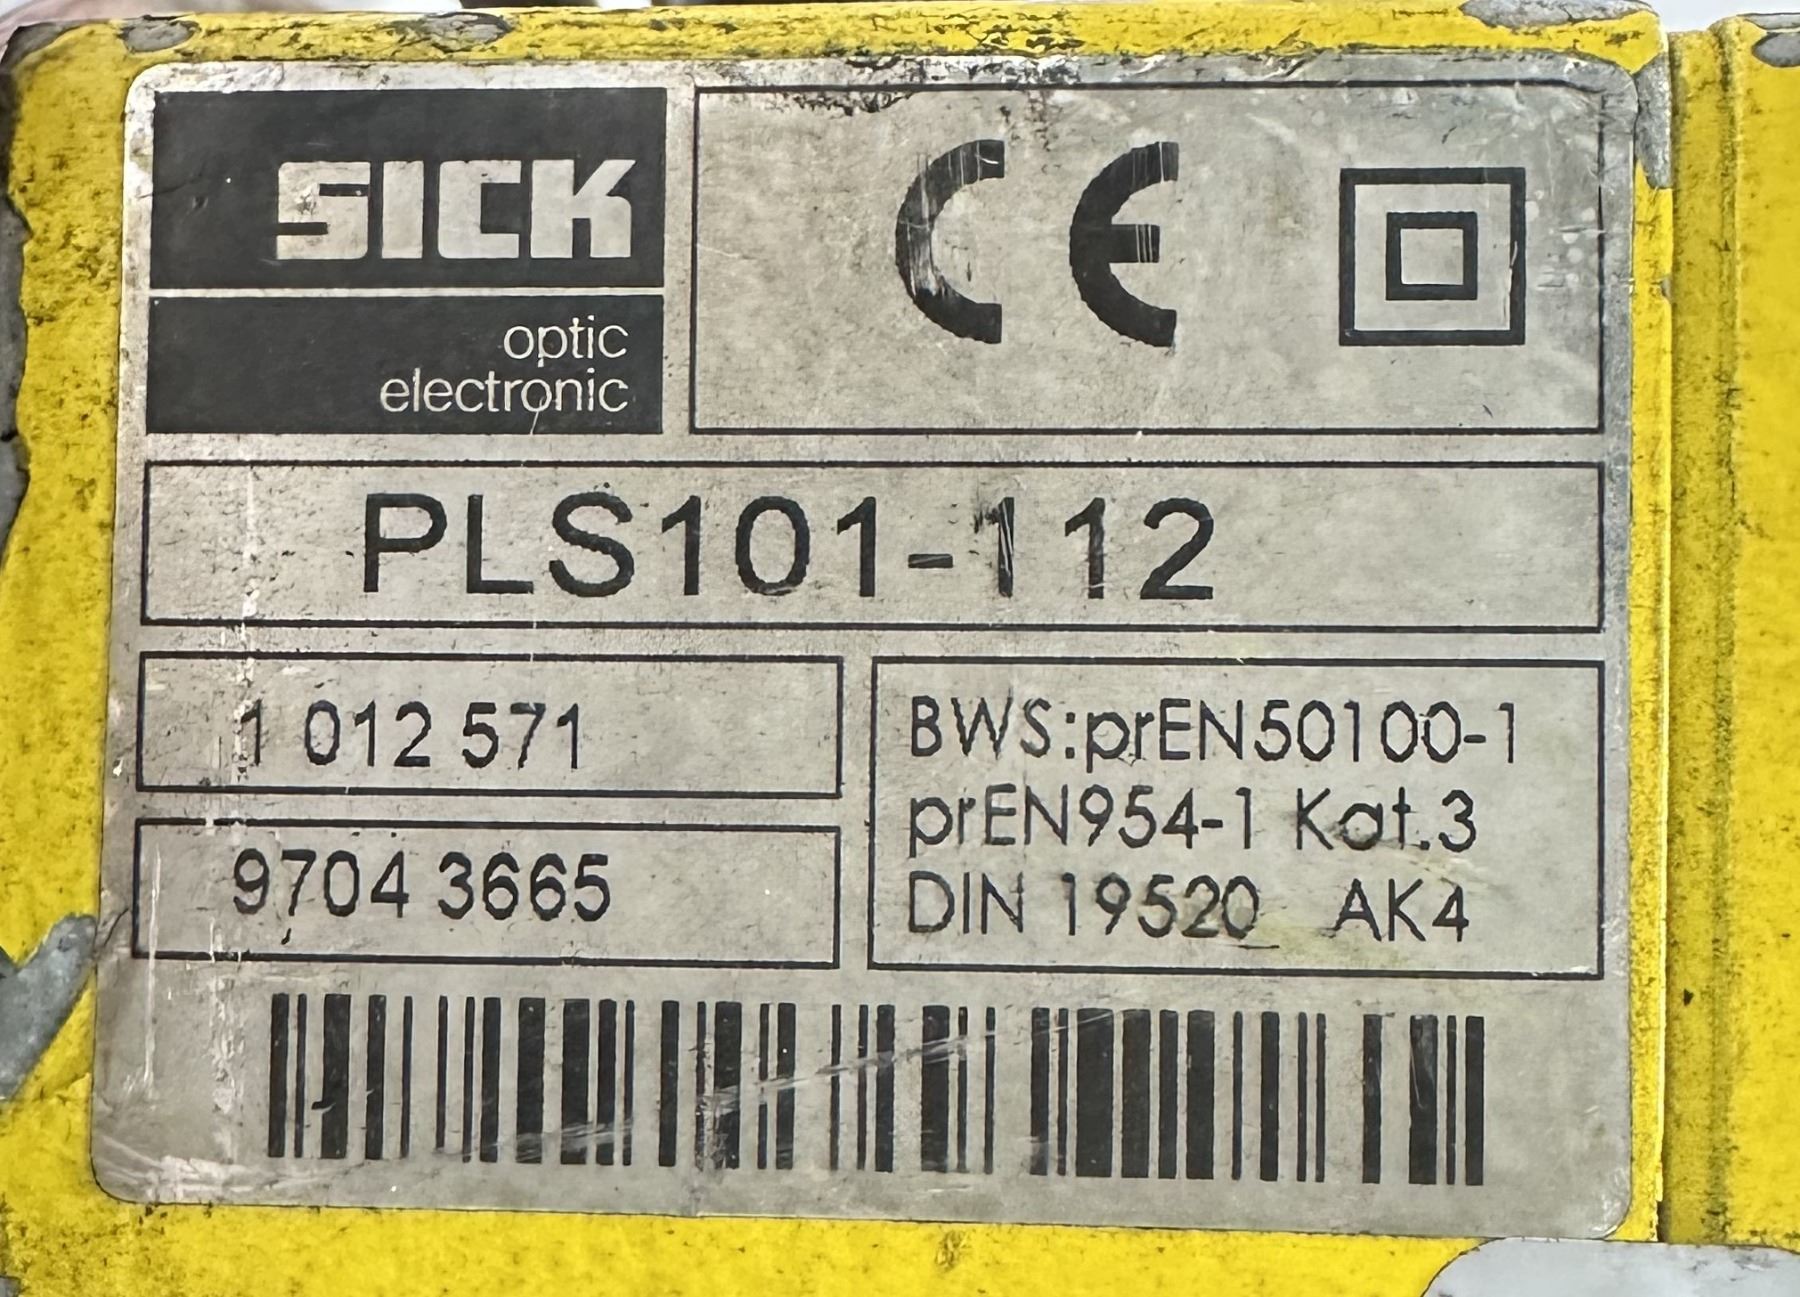 SICK
optic
electronic
CE
PLS101-112
1 012 571
9704 3665
BWS:prEN50100-1
prEN954-1 Kat.3
DIN 19520 AK4